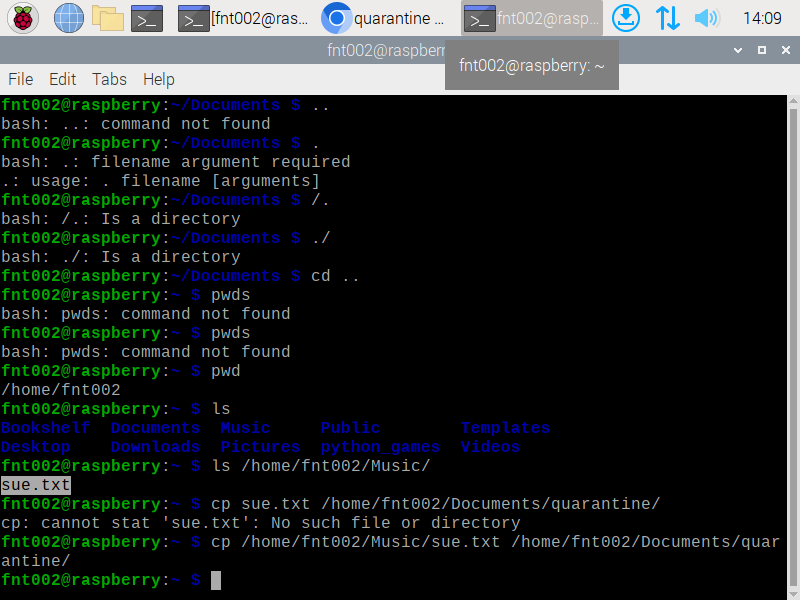 [fnt002@ras...
quarantine ...
fnt002@rasp...
14:09
fnt002@raspberr
fnt002@raspberry: ~
File Edit Tabs Help
fnt002@raspberry:~/Documents $ ..
bash: ..: command not found
fnt002@raspberry:~/Documents $ .
bash: .: filename argument required
.: usage: . filename [arguments]
fnt002@raspberry:~/Documents $ /.
bash: /.: Is a directory
fnt002@raspberry:~/Documents $ ./
bash: ./: Is a directory
fnt002@raspberry:~/Documents $ cd ..
fnt002@raspberry:~ $ pwds
bash: pwds: command not found
fnt002@raspberry:~ $ pwds
bash: pwds: command not found
fnt002@raspberry:~ $ pwd
/home/fnt002
fnt002@raspberry:~ $ ls
Bookshelf Documents Music Public Templates
Desktop Downloads Pictures python_games Videos
fnt002@raspberry:~ $ ls /home/fnt002/Music/
sue.txt
fnt002@raspberry:~ $ cp sue.txt /home/fnt002/Documents/quarantine/
cp: cannot stat 'sue.txt': No such file or directory
fnt002@raspberry:~ $ cp /home/fnt002/Music/sue.txt /home/fnt002/Documents/quar
antine/
fnt002@raspberry:~ $